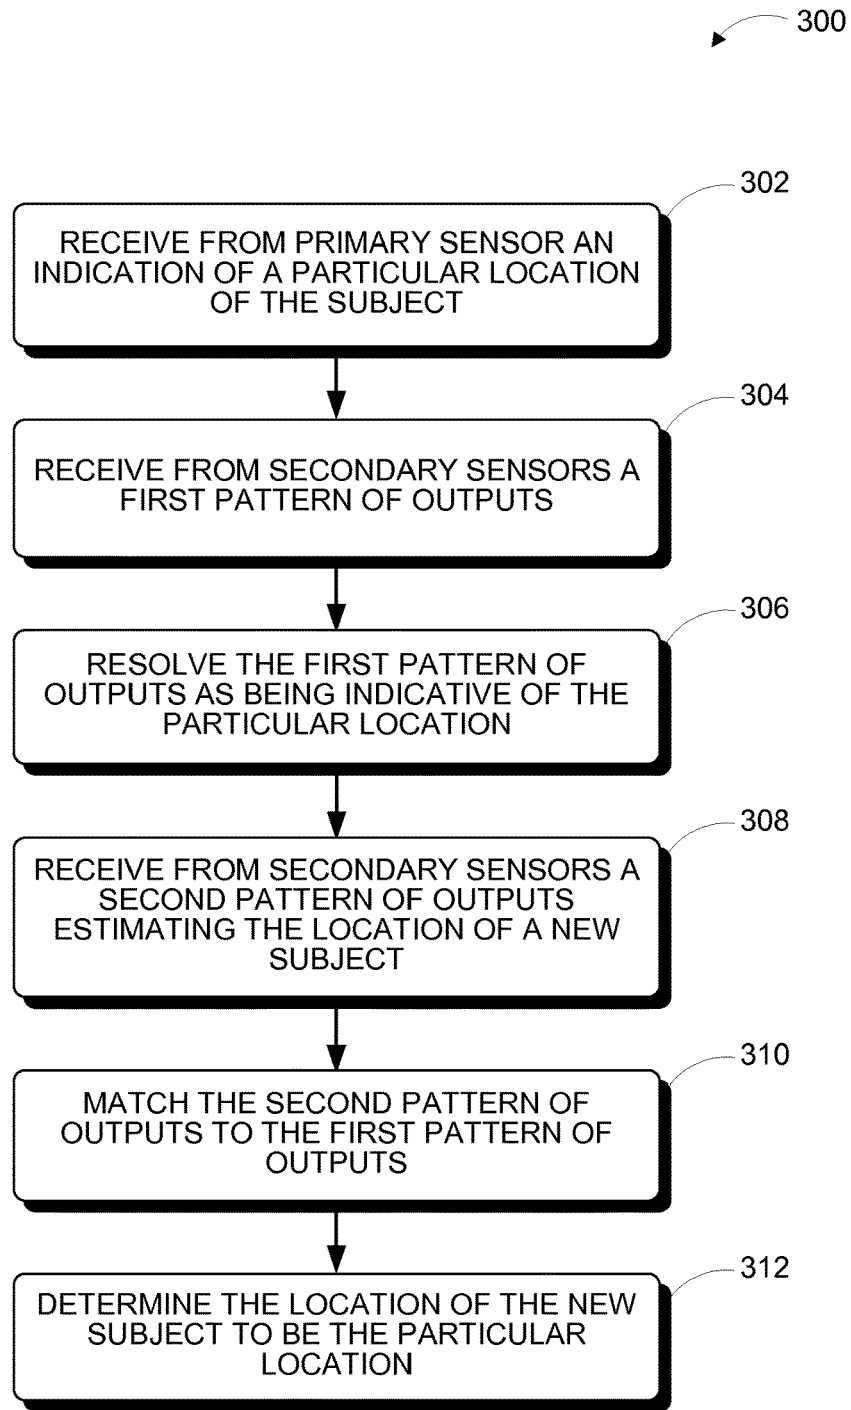 300
302
RECEIVE FROM PRIMARY SENSOR AN
INDICATION OF A PARTICULAR LOCATION
OF THE SUBJECT
304
RECEIVE FROM SECONDARY SENSORS A
FIRST PATTERN OF OUTPUTS
306
RESOLVE THE FIRST PATTERN OF
OUTPUTS AS BEING INDICATIVE OF THE
PARTICULAR LOCATION
308
RECEIVE FROM SECONDARY SENSORS A
SECOND PATTERN OF OUTPUTS
ESTIMATING THE LOCATION OF A NEW
SUBJECT
310
MATCH THE SECOND PATTERN OF
OUTPUTS TO THE FIRST PATTERN OF
OUTPUTS
312
DETERMINE THE LOCATION OF THE NEW
SUBJECT TO BE THE PARTICULAR
LOCATION